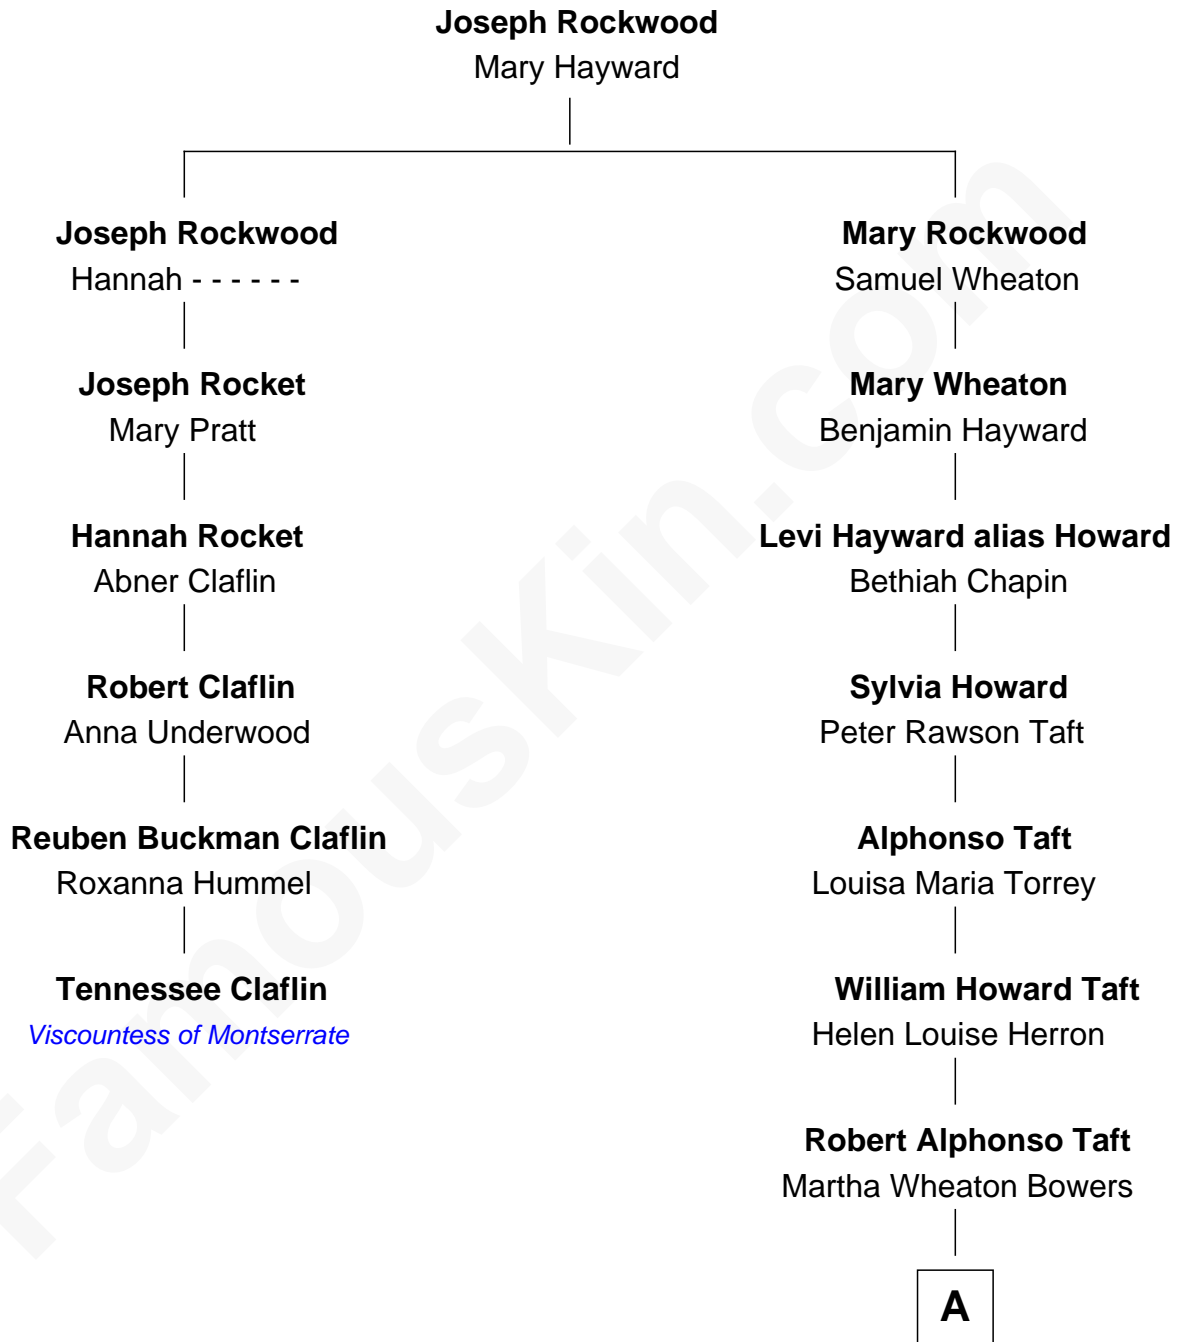 Joseph Rockwood
Mary Hayward
Joseph Rockwood
Hannah - - - - - -
Joseph Rocket
Mary Pratt
Hannah Rocket
Abner Claflin
Robert Claflin
Anna Underwood
Reuben Buckman Claflin
Roxanna Hummel
Tennessee Claflin
Viscountess of Montserrate
Mary Rockwood
Samuel Wheaton
Mary Wheaton
Benjamin Hayward
Levi Hayward alias Howard
Bethiah Chapin
Sylvia Howard
Peter Rawson Taft
Alphonso Taft
Louisa Maria Torrey
William Howard Taft
Helen Louise Herron
Robert Alphonso Taft
Martha Wheaton Bowers
A
FamousKin.com